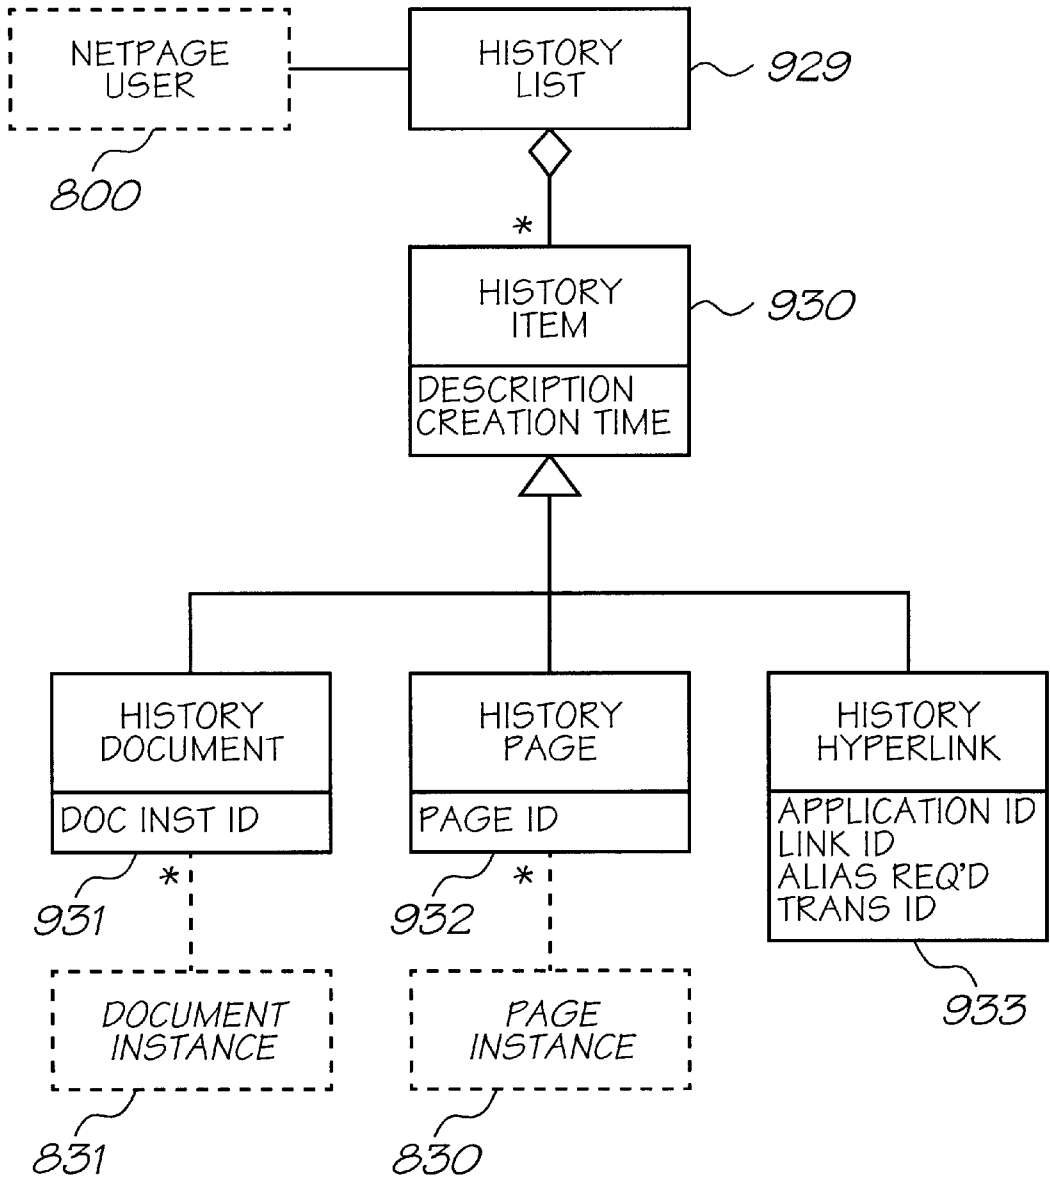 NETPAGE
USER
800
HISTORY
LIST
929
*
HISTORY
ITEM
930
DESCRIPTION
CREATION TIME
HISTORY
DOCUMENT
DOC INST ID
931
*
HISTORY
PAGE
PAGE ID
932
*
HISTORY
HYPERLINK
APPLICATION ID
LINK ID
ALIAS REQ'D
TRANS ID
933
DOCUMENT
INSTANCE
831
PAGE
INSTANCE
830